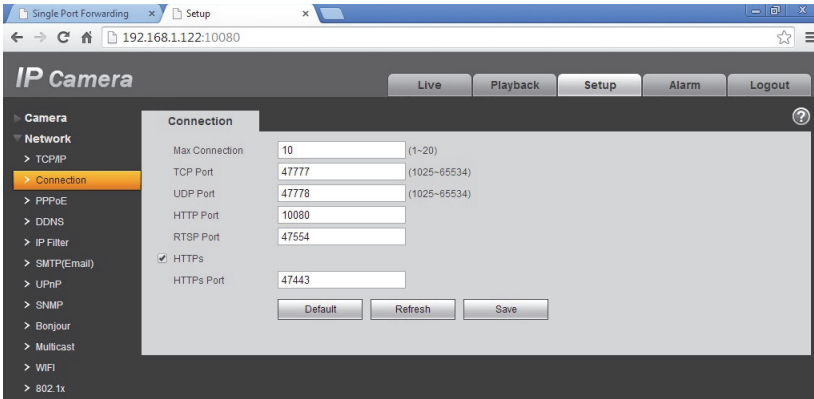 Single Port Forwarding
Setup
192.168.1.122:10080
IP Camera
Live Playback Setup Alarm Logout
Camera
Network
TCP/IP
Connection
PPPoE
DDNS
IP Filter
SMTP(Email)
UPnP
SNMP
Bonjour
Multicast
WIFI
802.1x
Connection
Max Connection 10 (1~20)
TCP Port 47777 (1025~65534)
UDP Port 47778 (1025~65534)
HTTP Port 10080
RTSP Port 47554
HTTPs
HTTPs Port 47443
Default Refresh Save